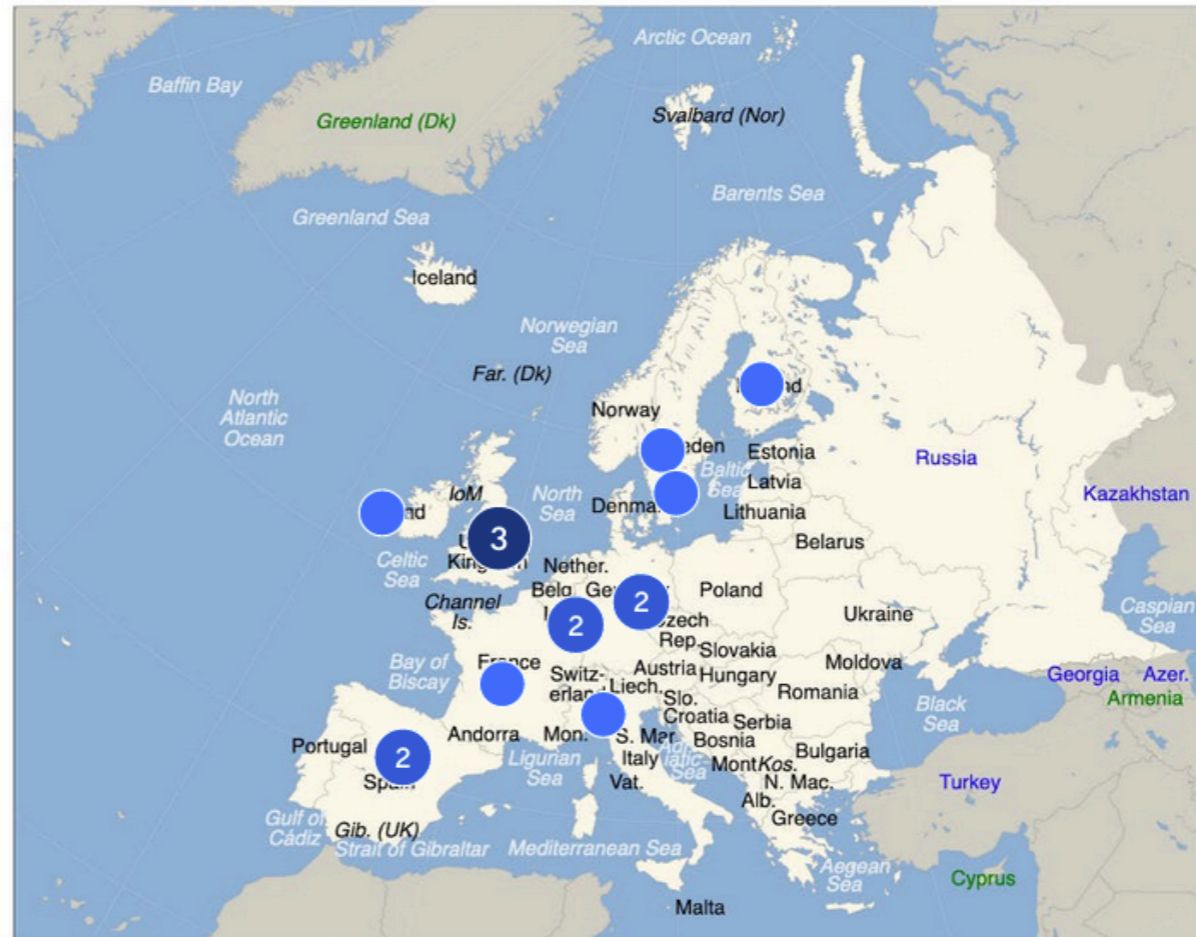 Arctic Ocean
Baffin Bay
Greenland (Dk)
Svalbard (Nor)
Barents Sea
Greenland Sea
Iceland
Norwegian
Sea
Far. (Dk)
North
Atlantic
Ocean
Norway
Estonia
Russia
Baltic
Sea
Latvia
Kazakhstan
IoM
North
Sea
Lithuania
3
Belarus
Celtic
Sea
Nether.
Belg
Poland
Channel
Is.
2
2
Rep.
Ukraine
Caspian
Sea
Slovakia
Bay of
Biscay
France
Switz-
Liech.
Austria
Hungary
Moldova
Georgia
Azer.
Armenia
Slo.
Romania
Croatia
Serbia
Black
Sea
Portugal
Andorra
Mon.
S. Mar
Bosnia
Bulgaria
2
Ligurian
Sea
Italy
Sea
Mont
Kos.
Vat.
N. Mac.
Turkey
Alb.
Greece
Gulf of
Cádiz
Gib. (UK)
Strait of Gibraltar
Mediterranean Sea
Aegean
Sea
Cyprus
Malta